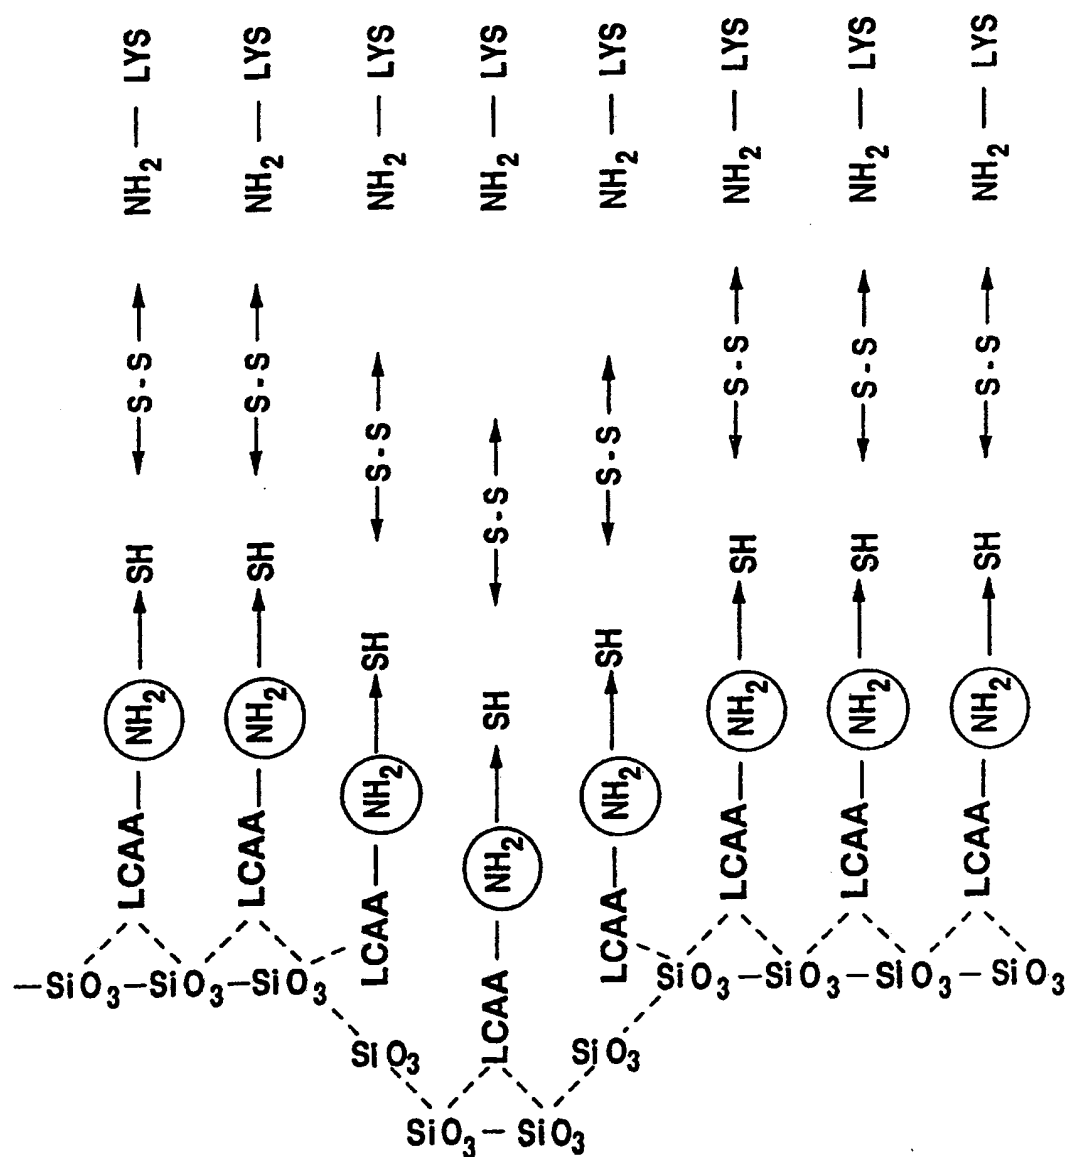 NH₂ — LYS
NH₂ — LYS
NH₂ — LYS
NH₂ — LYS
NH₂ — LYS
NH₂ — LYS
NH₂ — LYS
NH₂ — LYS
S-S
S-S
S-S
S-S
S-S
S-S
S-S
S-S
SH
SH
SH
SH
SH
SH
SH
SH
LCAA — NH₂
LCAA — NH₂
LCAA — NH₂
LCAA — NH₂
LCAA — NH₂
LCAA — NH₂
LCAA — NH₂
LCAA — NH₂
—SiO₃—SiO₃—SiO₃
SiO₃—SiO₃—SiO₃—SiO₃
SiO₃
SiO₃
SiO₃—SiO₃